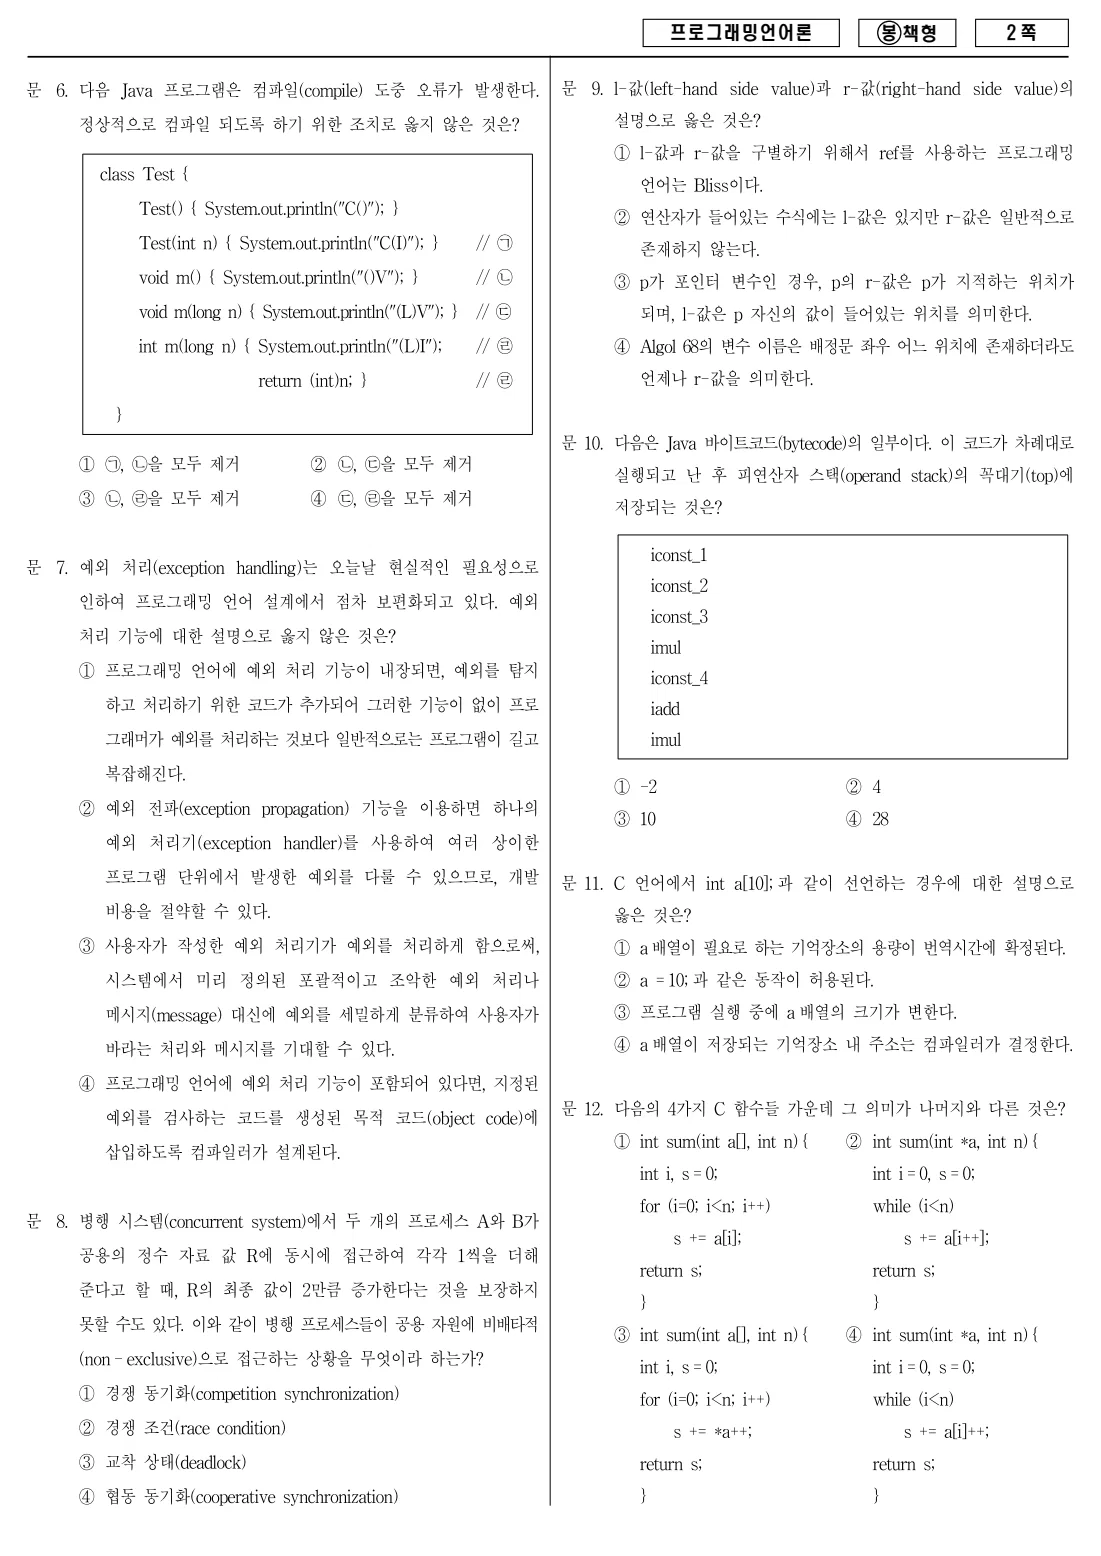 프로그래밍언어론
봉책형
2쪽
문 6. 다음 Java 프로그램은 컴파일(compile) 도중 오류가 발생한다.
정상적으로 컴파일 되도록 하기 위한 조치로 옳지 않은 것은?
class Test {
Test() { System.out.println("C()"); }
Test(int n) { System.out.println("C(I)"); } // ㉠
void m() { System.out.println("()V"); } // ㉡
void m(long n) { System.out.println("(L)V"); } // ㉢
int m(long n) { System.out.println("(L)I"); // ㉣
return (int)n; } // ㉣
}
① ㉠, ㉡을 모두 제거 ② ㉡, ㉢을 모두 제거
③ ㉡, ㉣을 모두 제거 ④ ㉢, ㉣을 모두 제거
문 7. 예외 처리(exception handling)는 오늘날 현실적인 필요성으로
인하여 프로그래밍 언어 설계에서 점차 보편화되고 있다. 예외
처리 기능에 대한 설명으로 옳지 않은 것은?
① 프로그래밍 언어에 예외 처리 기능이 내장되면, 예외를 탐지
하고 처리하기 위한 코드가 추가되어 그러한 기능이 없이 프로
그래머가 예외를 처리하는 것보다 일반적으로는 프로그램이 길고
복잡해진다.
② 예외 전파(exception propagation) 기능을 이용하면 하나의
예외 처리기(exception handler)를 사용하여 여러 상이한
프로그램 단위에서 발생한 예외를 다룰 수 있으므로, 개발
비용을 절약할 수 있다.
③ 사용자가 작성한 예외 처리기가 예외를 처리하게 함으로써,
시스템에서 미리 정의된 포괄적이고 조악한 예외 처리나
메시지(message) 대신에 예외를 세밀하게 분류하여 사용자가
바라는 처리와 메시지를 기대할 수 있다.
④ 프로그래밍 언어에 예외 처리 기능이 포함되어 있다면, 지정된
예외를 검사하는 코드를 생성된 목적 코드(object code)에
삽입하도록 컴파일러가 설계된다.
문 8. 병행 시스템(concurrent system)에서 두 개의 프로세스 A와 B가
공용의 정수 자료 값 R에 동시에 접근하여 각각 1씩을 더해
준다고 할 때, R의 최종 값이 2만큼 증가한다는 것을 보장하지
못할 수도 있다. 이와 같이 병행 프로세스들이 공용 자원에 비배타적
(non-exclusive)으로 접근하는 상황을 무엇이라 하는가?
① 경쟁 동기화(competition synchronization)
② 경쟁 조건(race condition)
③ 교착 상태(deadlock)
④ 협동 동기화(cooperative synchronization)
문 9. l-값(left-hand side value)과 r-값(right-hand side value)의
설명으로 옳은 것은?
① l-값과 r-값을 구별하기 위해서 ref를 사용하는 프로그래밍
언어는 Bliss이다.
② 연산자가 들어있는 수식에는 l-값은 있지만 r-값은 일반적으로
존재하지 않는다.
③ p가 포인터 변수인 경우, p의 r-값은 p가 지적하는 위치가
되며, l-값은 p 자신의 값이 들어있는 위치를 의미한다.
④ Algol 68의 변수 이름은 배정문 좌우 어느 위치에 존재하더라도
언제나 r-값을 의미한다.
문 10. 다음은 Java 바이트코드(bytecode)의 일부이다. 이 코드가 차례대로
실행되고 난 후 피연산자 스택(operand stack)의 꼭대기(top)에
저장되는 것은?
iconst_1
iconst_2
iconst_3
imul
iconst_4
iadd
imul
① -2 ② 4
③ 10 ④ 28
문 11. C 언어에서 int a[10]; 과 같이 선언하는 경우에 대한 설명으로
옳은 것은?
① a 배열이 필요로 하는 기억장소의 용량이 번역시간에 확정된다.
② a = 10; 과 같은 동작이 허용된다.
③ 프로그램 실행 중에 a 배열의 크기가 변한다.
④ a 배열이 저장되는 기억장소 내 주소는 컴파일러가 결정한다.
문 12. 다음의 4가지 C 함수들 가운데 그 의미가 나머지와 다른 것은?
① int sum(int a[], int n) { ② int sum(int *a, int n) {
int i, s = 0; int i = 0, s = 0;
for (i=0; i<n; i++) while (i<n)
s += a[i]; s += a[i++];
return s; return s;
} }
③ int sum(int a[], int n) { ④ int sum(int *a, int n) {
int i, s = 0; int i = 0, s = 0;
for (i=0; i<n; i++) while (i<n)
s += *a++; s += a[i]++;
return s; return s;
} }